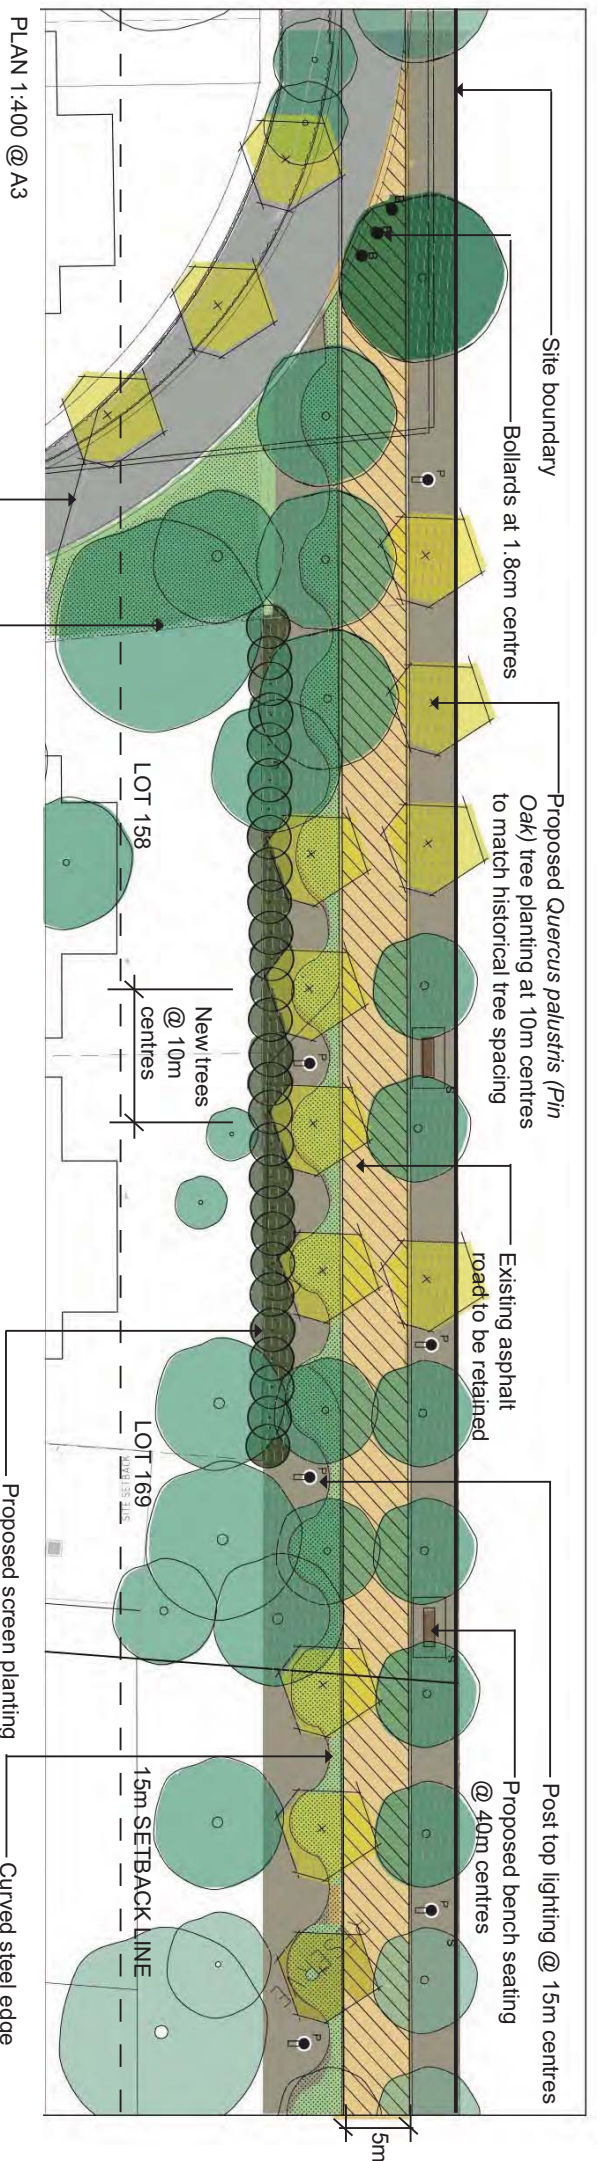 Site boundary
Bollards at 1.8cm centres
Proposed Quercus palustris (Pin
Oak) tree planting at 10m centres
to match historical tree spacing
Existing asphalt
road to be retained
Post top lighting @ 15m centres
Proposed bench seating
@ 40m centres
B
B
B
P
P
P
P
P
P
S
S
S
5m
LOT 158
New trees
@ 10m
centres
LOT 169
SITE SETBACK
15m SETBACK LINE
PLAN 1:400 @ A3
Proposed screen planting
Curved steel edge